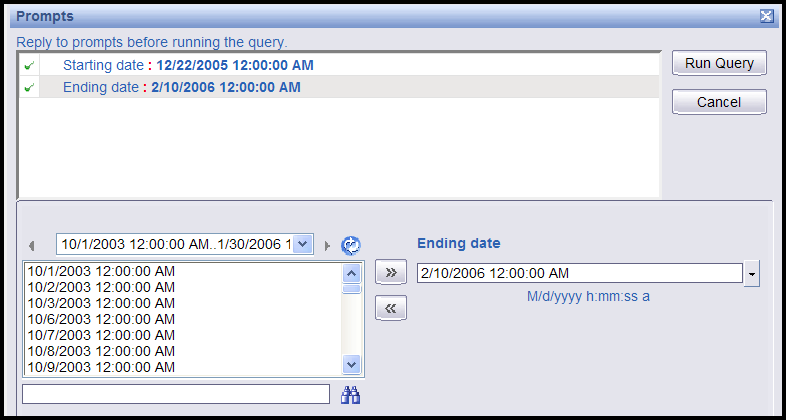 Prompts
Reply to prompts before running the query.
Starting date : 12/22/2005 12:00:00 AM
Ending date : 2/10/2006 12:00:00 AM
Run Query
Cancel
10/1/2003 12:00:00 AM..1/30/2006 1
10/1/2003 12:00:00 AM
10/2/2003 12:00:00 AM
10/3/2003 12:00:00 AM
10/6/2003 12:00:00 AM
10/7/2003 12:00:00 AM
10/8/2003 12:00:00 AM
10/9/2003 12:00:00 AM
Ending date
2/10/2006 12:00:00 AM
M/d/yyyy h:mm:ss a